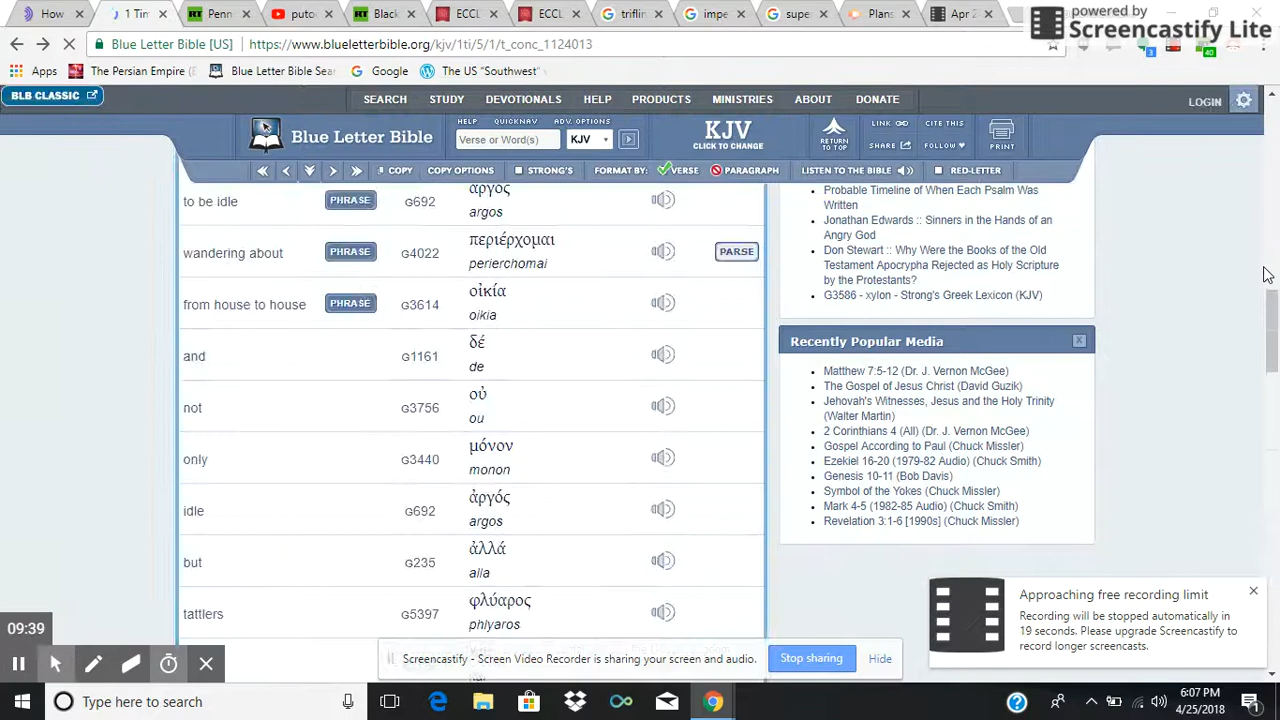 How
1 Tim
Penn
puto
Black
ECCL
ECCL
trifling
impe
supe
Plans
Apr 2
powered by
Screencastify Lite
Blue Letter Bible [US]
https://www.blueletterbible.org/kjv/1ti/5/1/t_conc_1124013
3
40
Apps
The Persian Empire (
Blue Letter Bible Sea
Google
The US “Southwest”
BLB CLASSIC
SEARCH STUDY DEVOTIONALS HELP PRODUCTS MINISTRIES ABOUT DONATE
LOGIN
Blue Letter Bible
HELP QUICKNAV ADV. OPTIONS
Verse or Word(s)
KJV
KJV
CLICK TO CHANGE
RETURN
TO TOP
LINK CITE THIS
SHARE FOLLOW
PRINT
COPY COPY OPTIONS STRONG'S FORMAT BY: VERSE PARAGRAPH LISTEN TO THE BIBLE RED-LETTER
to be idle PHRASE G692 ἀργός
argos
wandering about PHRASE G4022 περιέρχομαι PARSE
perierchomai
from house to house PHRASE G3614 οἰκία
oikia
and G1161 δέ
de
not G3756 οὐ
ou
only G3440 μόνον
monon
idle G692 ἀργός
argos
but G235 ἀλλά
alla
tattlers G5397 φλύαρος
phlyaros
Probable Timeline of When Each Psalm Was
Written
Jonathan Edwards :: Sinners in the Hands of an
Angry God
Don Stewart :: Why Were the Books of the Old
Testament Apocrypha Rejected as Holy Scripture
by the Protestants?
G3586 - xylon - Strong's Greek Lexicon (KJV)
Recently Popular Media
Matthew 7:5-12 (Dr. J. Vernon McGee)
The Gospel of Jesus Christ (David Guzik)
Jehovah's Witnesses, Jesus and the Holy Trinity
(Walter Martin)
2 Corinthians 4 (All) (Dr. J. Vernon McGee)
Gospel According to Paul (Chuck Missler)
Ezekiel 16-20 (1979-82 Audio) (Chuck Smith)
Genesis 10-11 (Bob Davis)
Symbol of the Yokes (Chuck Missler)
Mark 4-5 (1982-85 Audio) (Chuck Smith)
Revelation 3:1-6 [1990s] (Chuck Missler)
Approaching free recording limit
Recording will be stopped automatically in
19 seconds. Please upgrade Screencastify to
record longer screencasts.
09:39
Screencastify - Screen Video Recorder is sharing your screen and audio.
Stop sharing
Hide
Type here to search
6:07 PM
4/25/2018
1